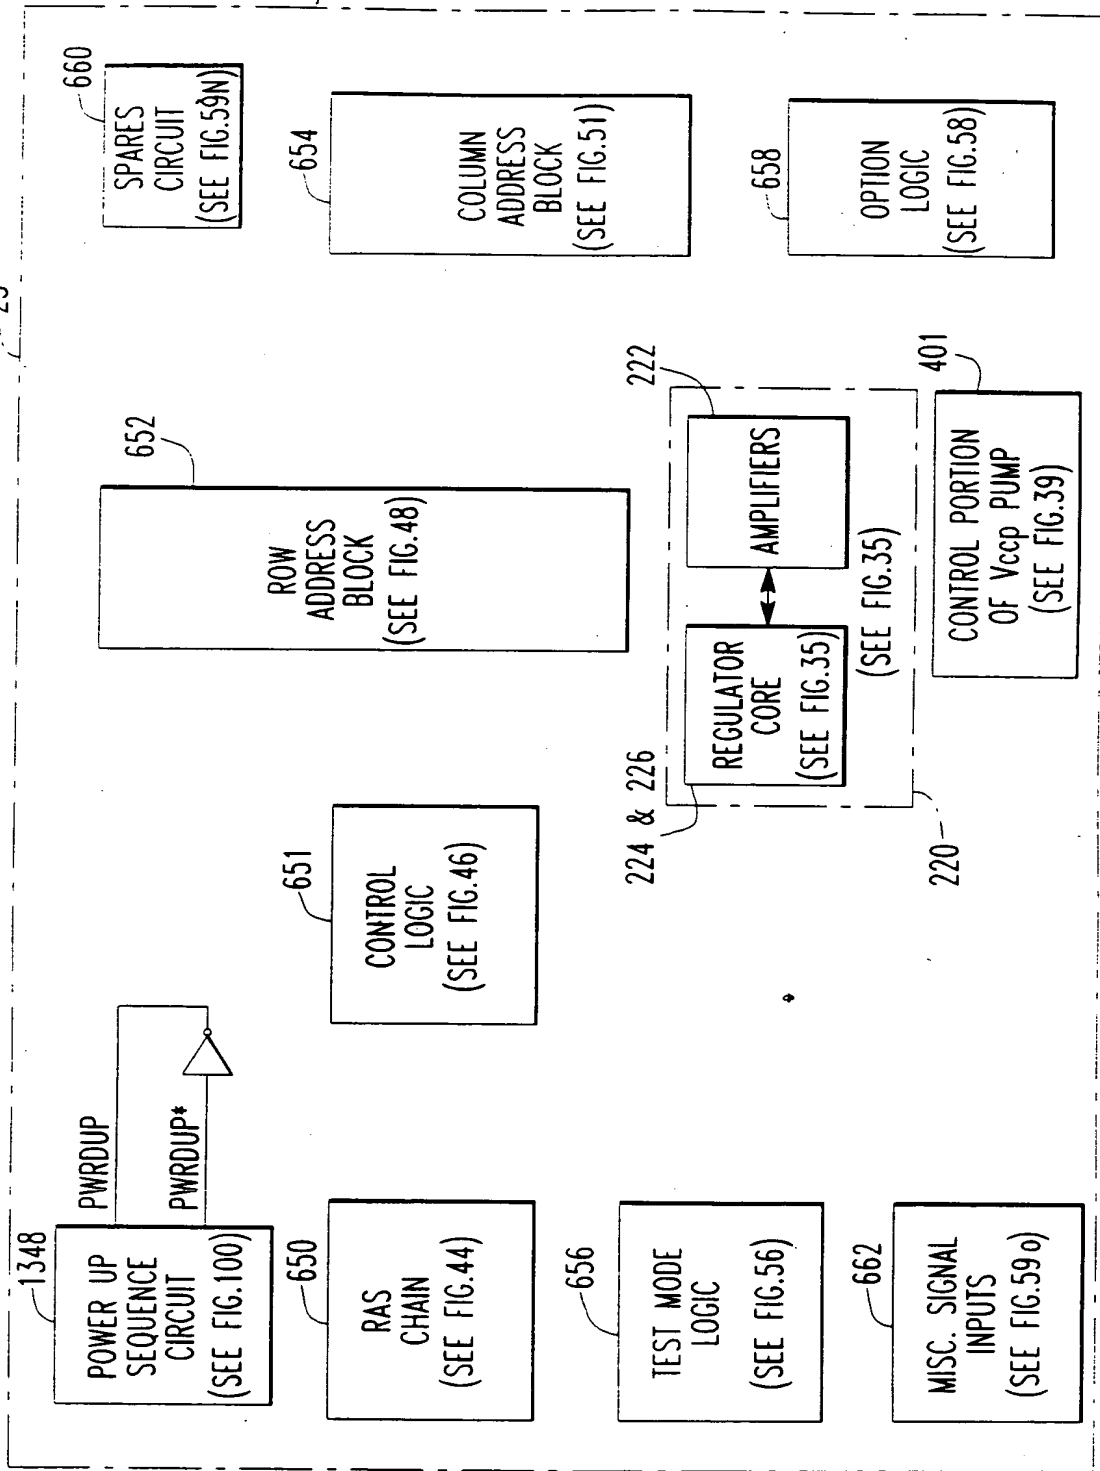 1348
POWER UP
SEQUENCE
CIRCUIT
(SEE FIG.100)
PWRDUP
PWRDUP*
650
RAS
CHAIN
(SEE FIG.44)
656
TEST MODE
LOGIC
(SEE FIG.56)
662
MISC. SIGNAL
INPUTS
(SEE FIG.59o)
651
CONTROL
LOGIC
(SEE FIG.46)
652
ROW
ADDRESS
BLOCK
(SEE FIG.48)
224 & 226
REGULATOR
CORE
(SEE FIG.35)
222
AMPLIFIERS
(SEE FIG.35)
220
401
CONTROL PORTION
OF Vccp PUMP
(SEE FIG.39)
660
SPARES
CIRCUIT
(SEE FIG.59N)
654
COLUMN
ADDRESS
BLOCK
(SEE FIG.51)
658
OPTION
LOGIC
(SEE FIG.58)